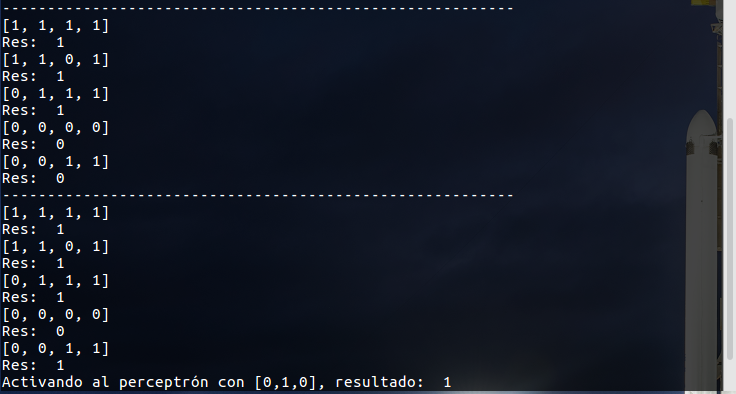 ---------------------------------------------------------
[1, 1, 1, 1]
Res:  1
[1, 1, 0, 1]
Res:  1
[0, 1, 1, 1]
Res:  1
[0, 0, 0, 0]
Res:  0
[0, 0, 1, 1]
Res:  0
---------------------------------------------------------
[1, 1, 1, 1]
Res:  1
[1, 1, 0, 1]
Res:  1
[0, 1, 1, 1]
Res:  1
[0, 0, 0, 0]
Res:  0
[0, 0, 1, 1]
Res:  1
Activando al perceptrón con [0,1,0], resultado:  1